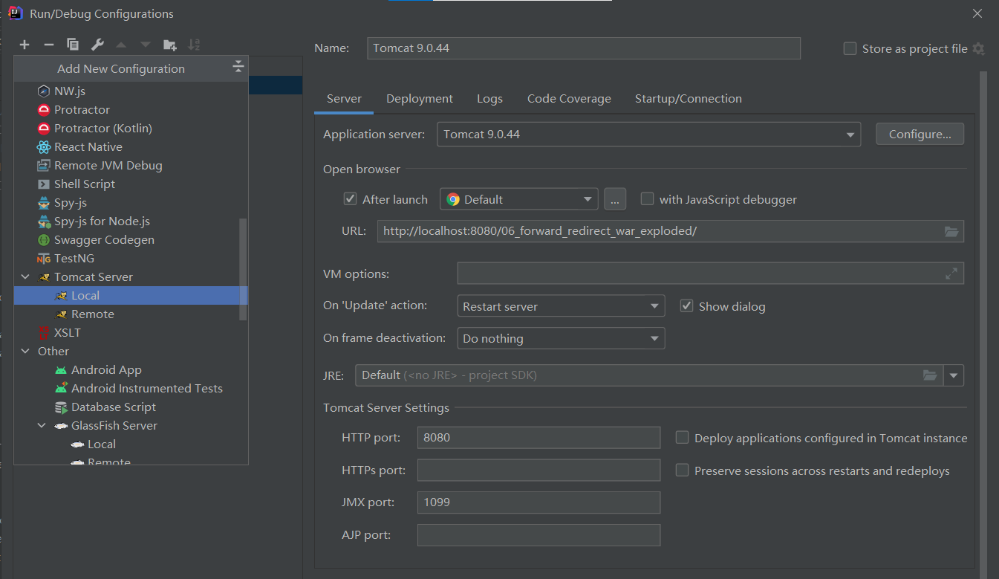 Run/Debug Configurations
Add New Configuration
NW.js
Protractor
Protractor (Kotlin)
React Native
Remote JVM Debug
Shell Script
Spy-js
Spy-js for Node.js
Swagger Codegen
TestNG
Tomcat Server
Local
Remote
XSLT
Other
Android App
Android Instrumented Tests
Database Script
GlassFish Server
Local
Remote
Name: Tomcat 9.0.44 Store as project file
Server Deployment Logs Code Coverage Startup/Connection
Application server: Tomcat 9.0.44 Configure...
Open browser
After launch Default ... with JavaScript debugger
URL: http://localhost:8080/06_forward_redirect_war_exploded/
VM options:
On 'Update' action: Restart server Show dialog
On frame deactivation: Do nothing
JRE: Default (<no JRE> - project SDK)
Tomcat Server Settings
HTTP port: 8080 Deploy applications configured in Tomcat instance
HTTPs port: Preserve sessions across restarts and redeploys
JMX port: 1099
AJP port: